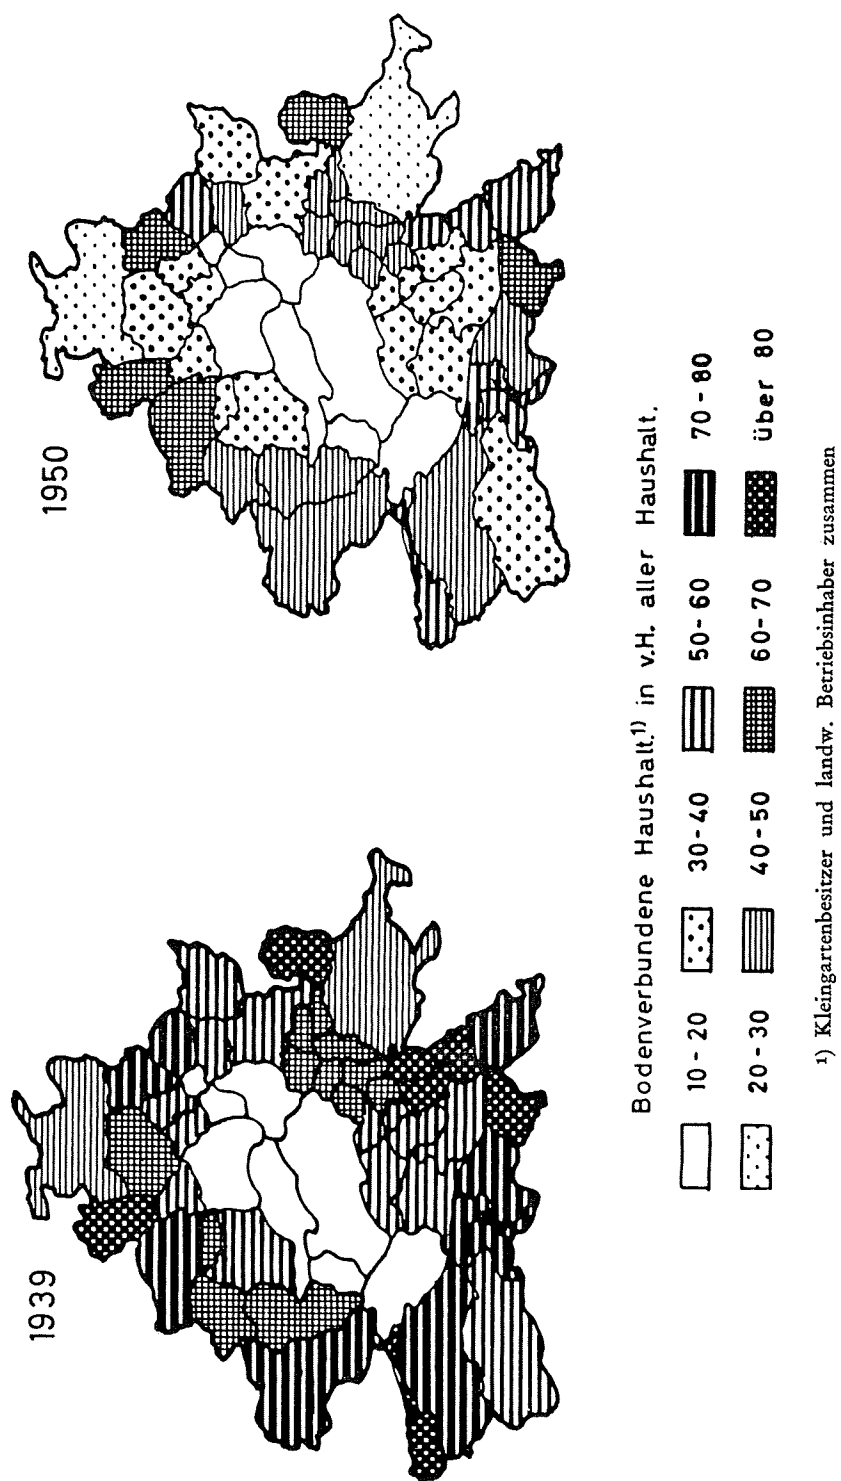 1939
1950
Bodenverbundene Haushalt.¹⁾ in v.H. aller Haushalt.
10-20 30-40 50-60 70-80
20-30 40-50 60-70 über 80
¹) Kleingartenbesitzer und landw. Betriebsinhaber zusammen